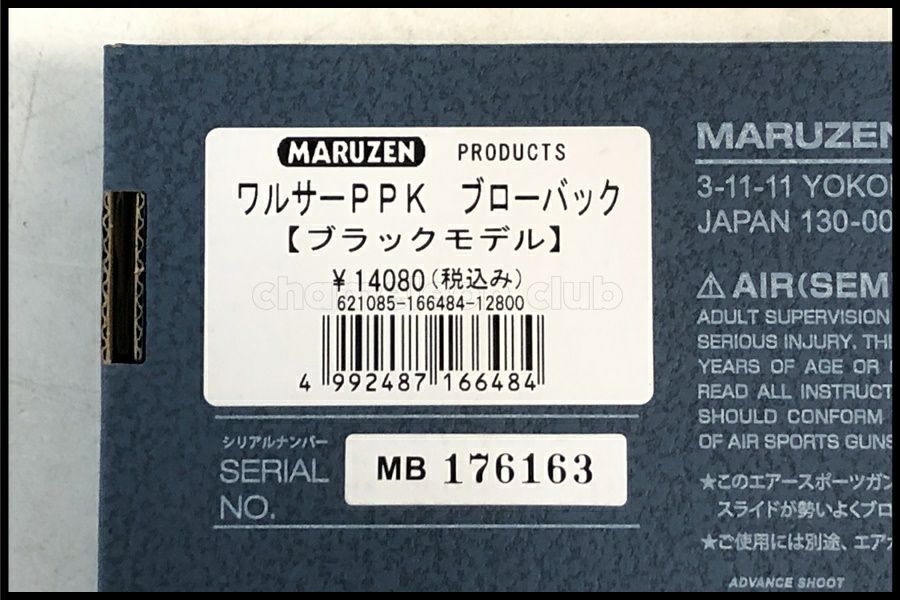 MARUZEN PRODUCTS
ワルサーPPK ブローバック
【ブラックモデル】
¥14080(税込み)
621085-166484-12800
4 992487 166484
シリアルナンバー
SERIAL
NO.
MB 176163
MARUZEN
3-11-11 YOKO
JAPAN 130-00
⚠ AIR(SEM
ADULT SUPERVISION
SERIOUS INJURY. TH
YEARS OF AGE OR
READ ALL INSTRUCT
SHOULD CONFORM
OF AIR SPORTS GUNS
★このエアースポーツガン
スライドが勢いよくブロ
★ご使用には別途、エア
ADVANCE SHOOT